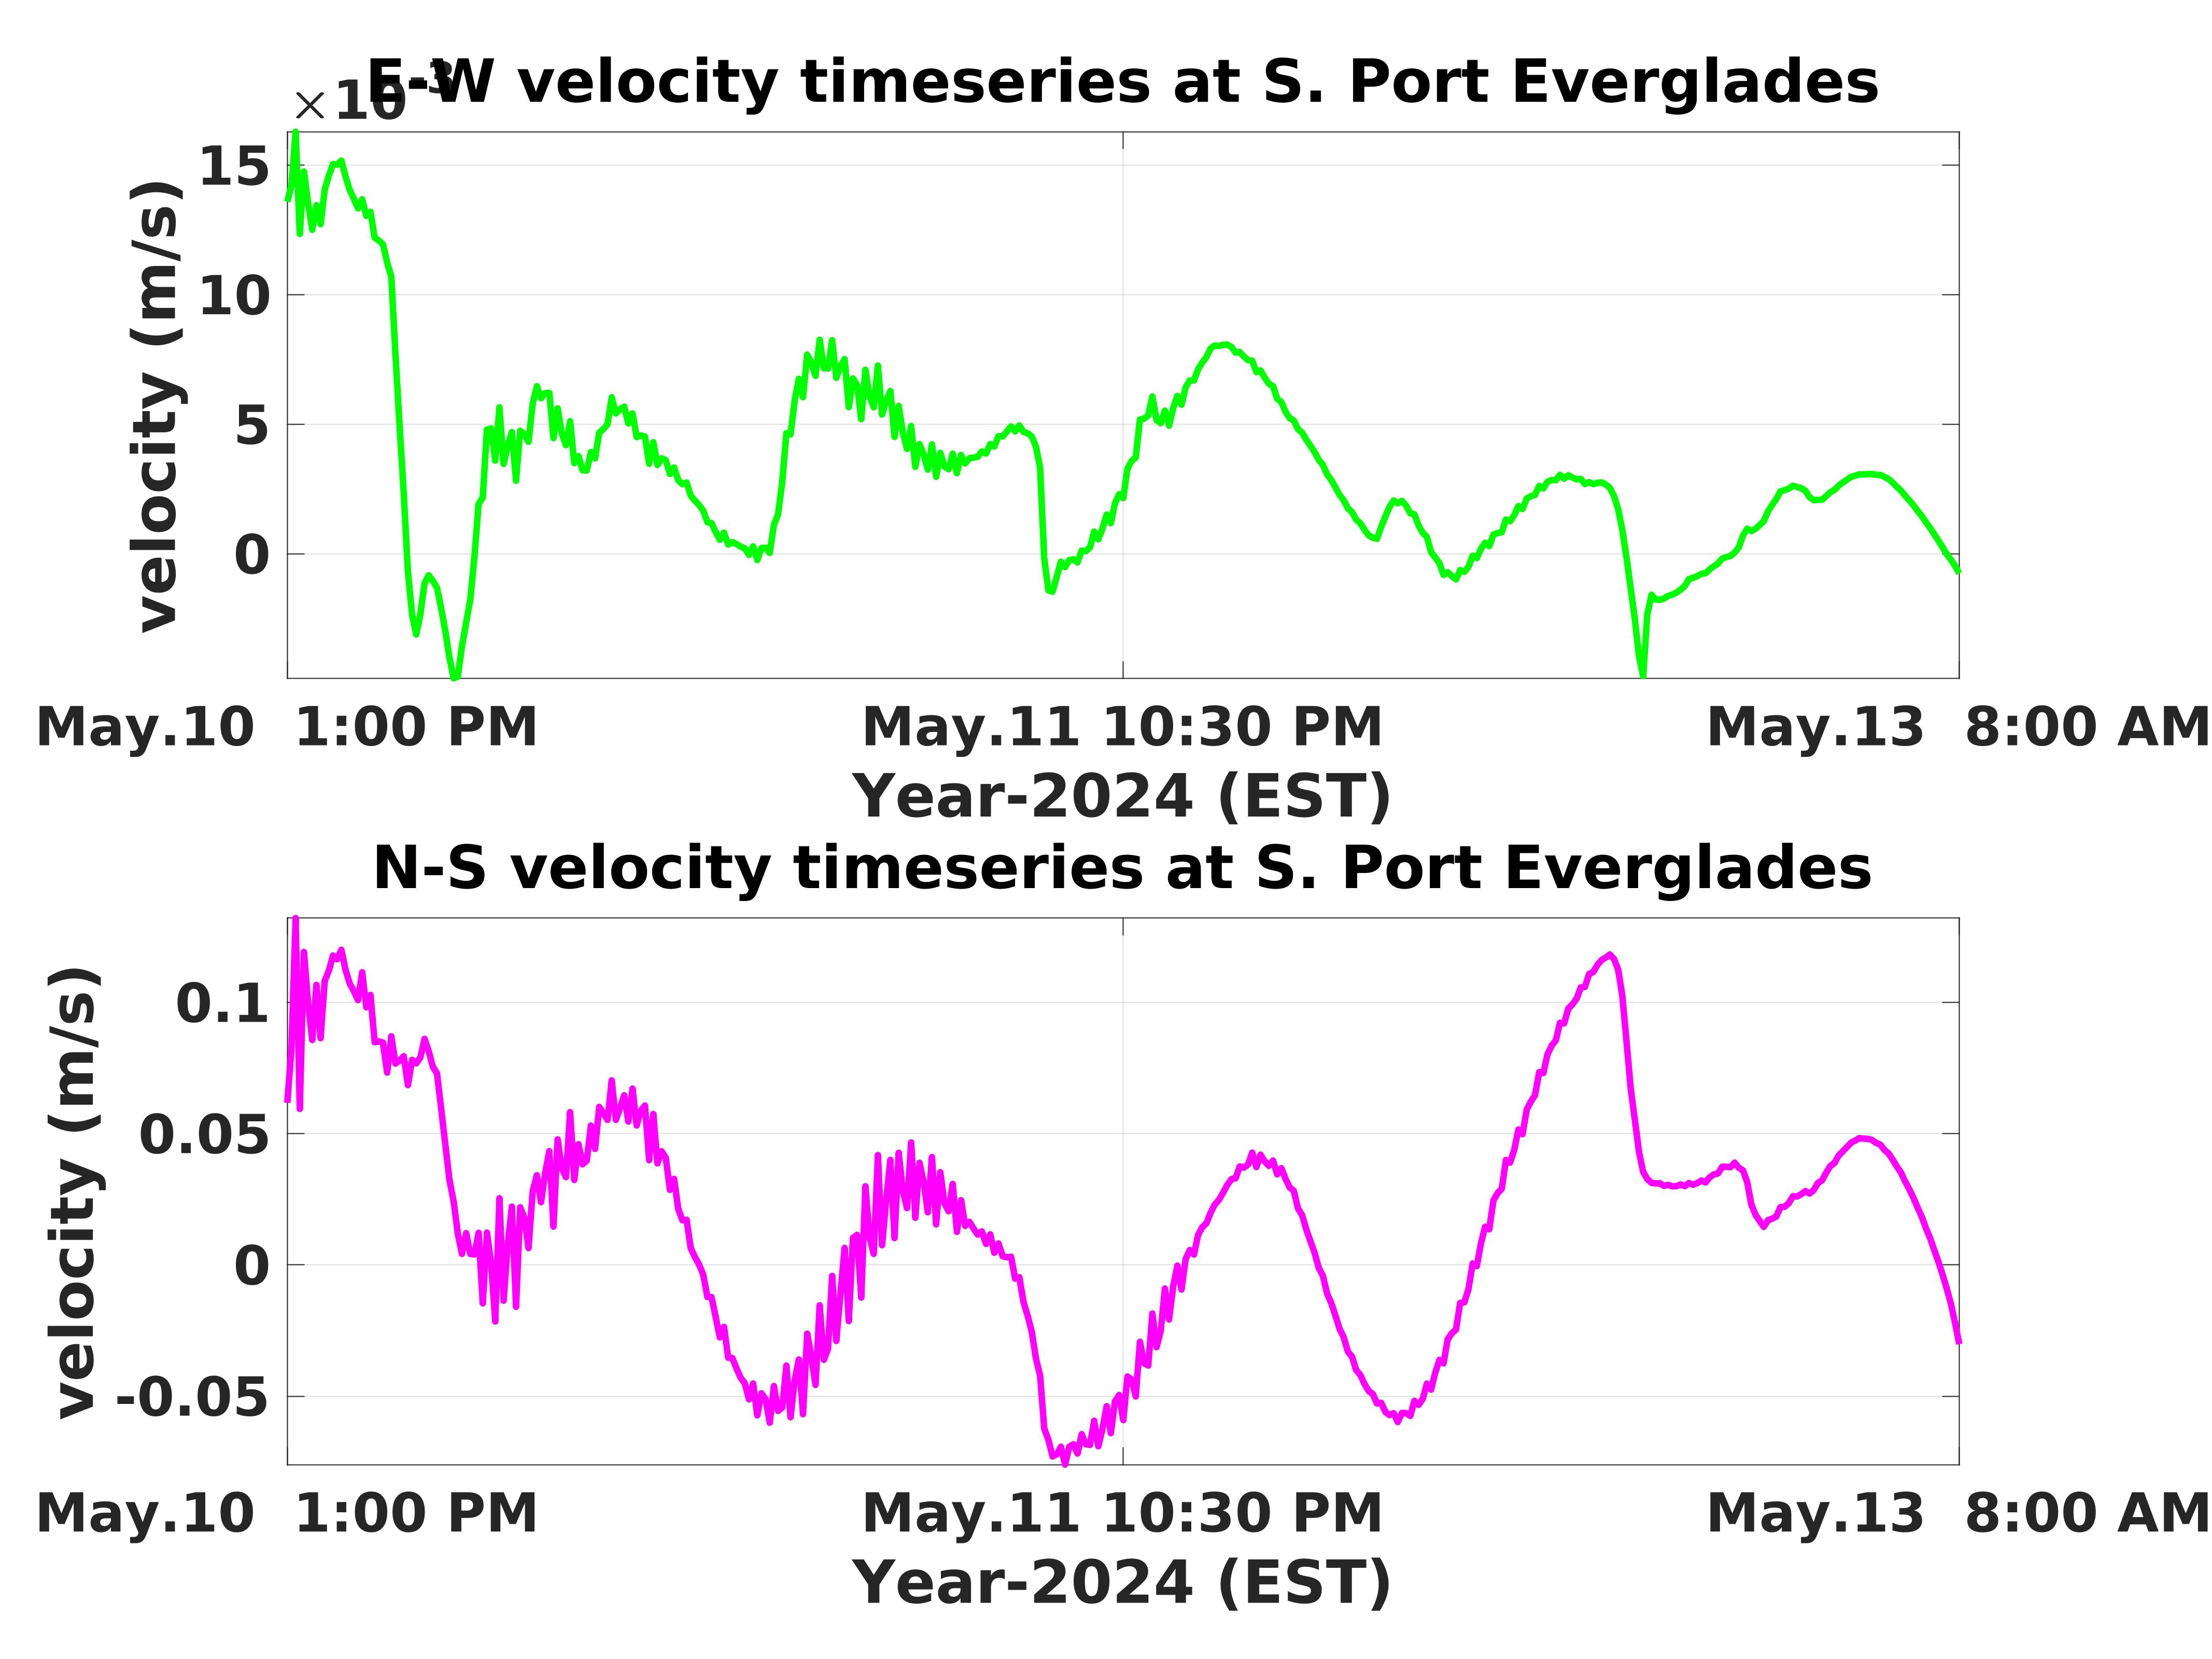 E-W velocity timeseries at S. Port Everglades
×10-3
velocity (m/s)
15
10
5
0
May.10  1:00 PM May.11 10:30 PM May.13  8:00 AM
Year-2024 (EST)
N-S velocity timeseries at S. Port Everglades
velocity (m/s)
0.1
0.05
0
-0.05
May.10  1:00 PM May.11 10:30 PM May.13  8:00 AM
Year-2024 (EST)